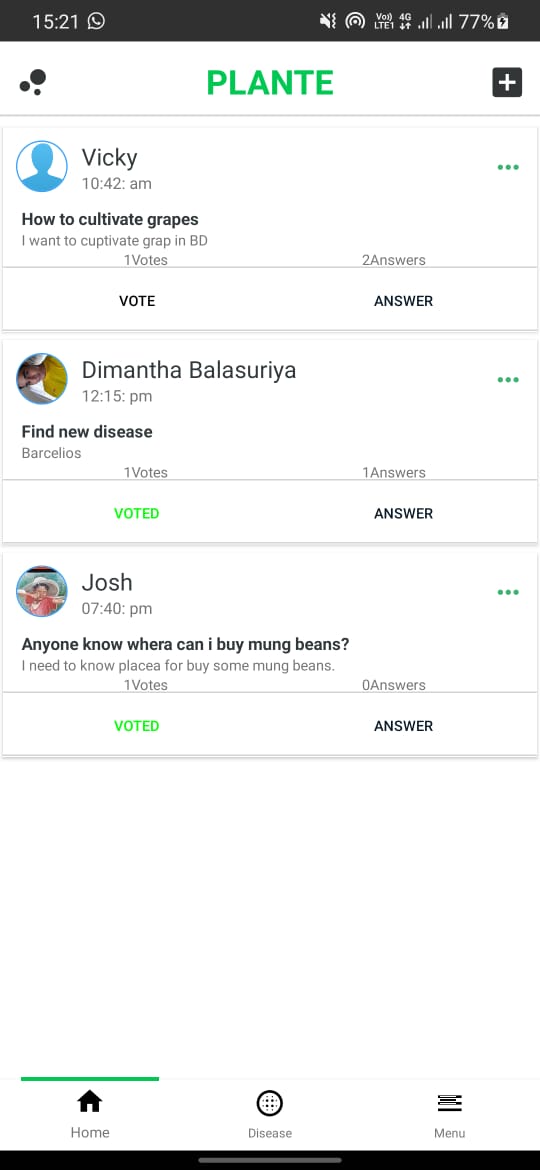 15:21 Vo)) LTE1 4G 77%
PLANTE
Vicky
10:42: am
How to cultivate grapes
I want to cuptivate grap in BD
1Votes 2Answers
VOTE ANSWER
Dimantha Balasuriya
12:15: pm
Find new disease
Barcelios
1Votes 1Answers
VOTED ANSWER
Josh
07:40: pm
Anyone know whera can i buy mung beans?
I need to know placea for buy some mung beans.
1Votes 0Answers
VOTED ANSWER
Home Disease Menu